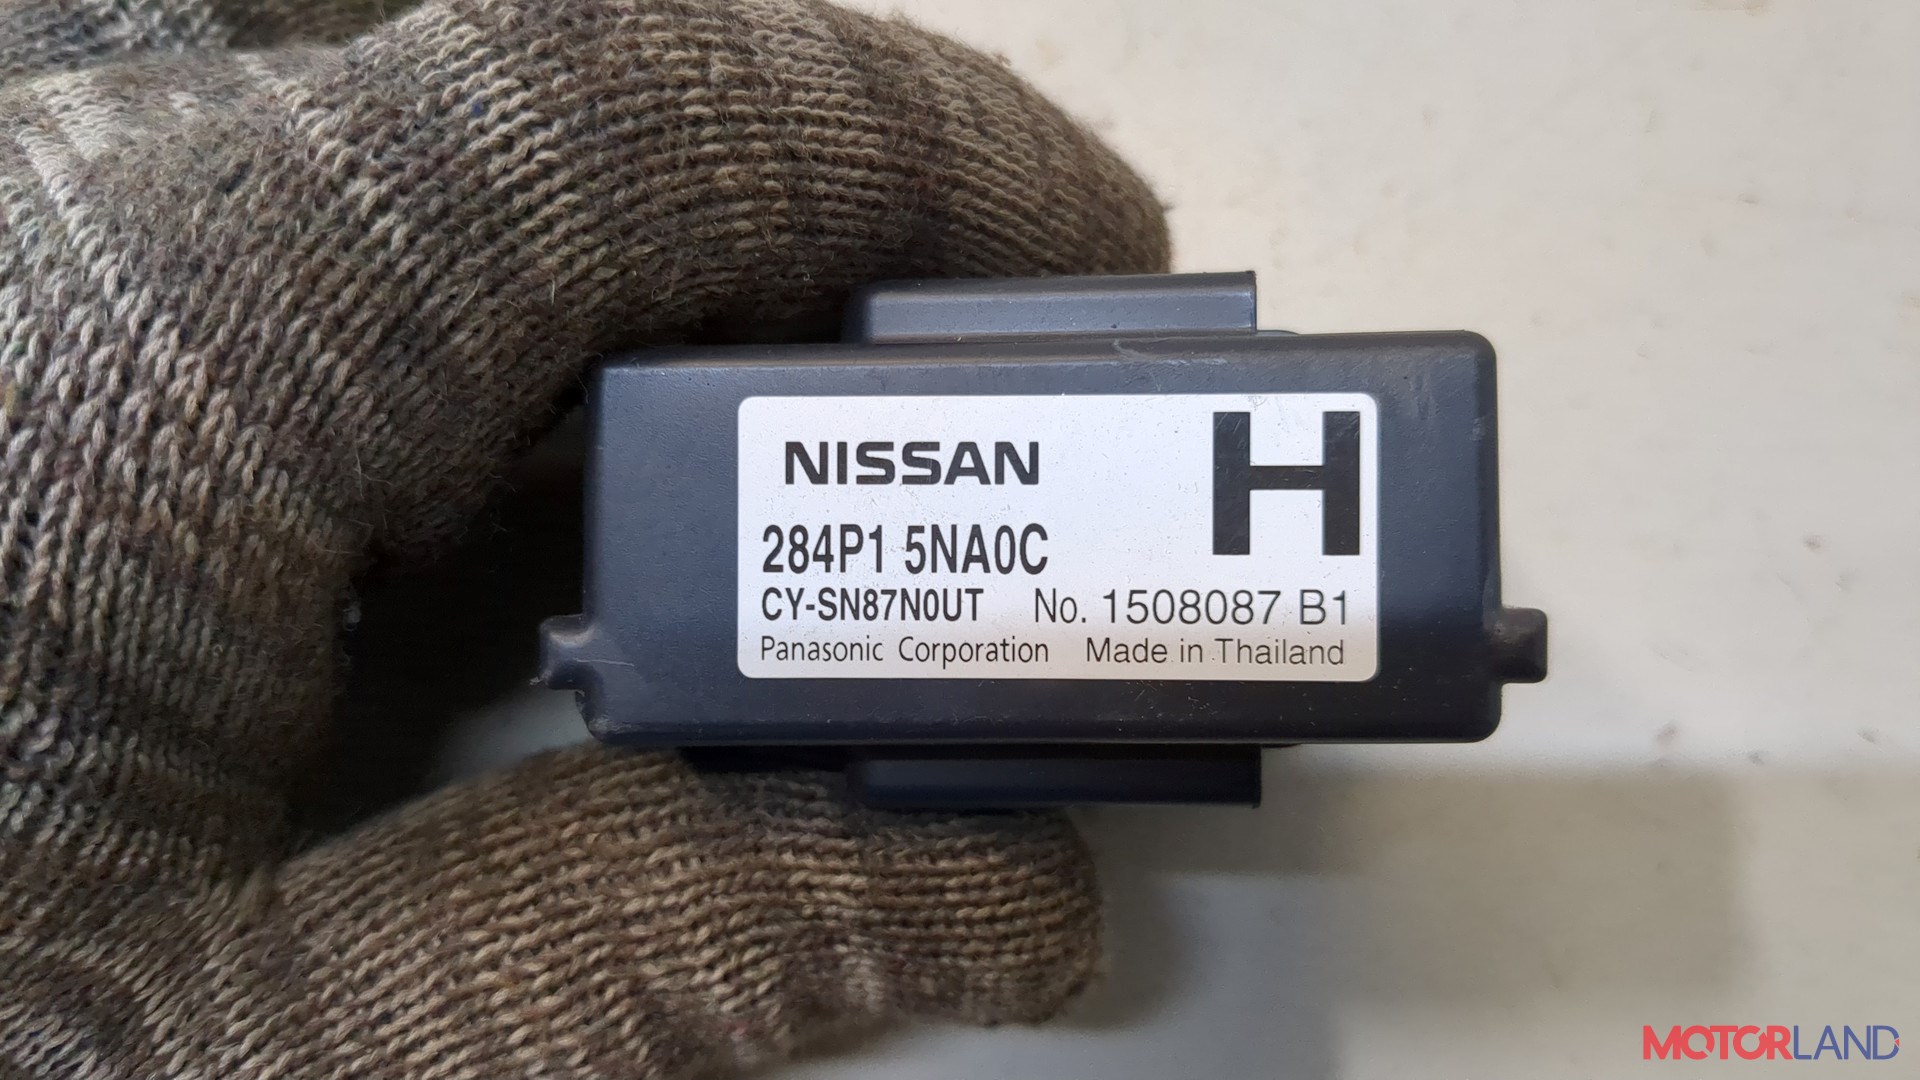 NISSAN
H
284P1 5NA0C
CY-SN87N0UT No. 1508087 B1
Panasonic Corporation Made in Thailand
MOTORLAND